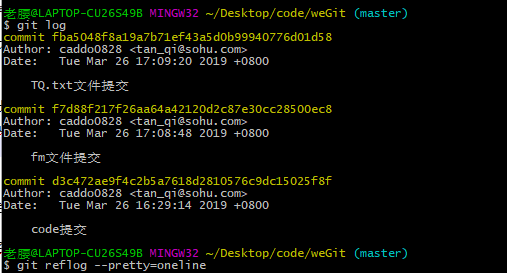 老腰@LAPTOP-CU26S49B MINGW32 ~/Desktop/code/weGit (master)
$ git log
commit fba5048f8a19a7b71ef43a5d0b99940776d01d58
Author: caddo0828 <tan_qi@sohu.com>
Date:   Tue Mar 26 17:09:20 2019 +0800
TQ.txt文件提交
commit f7d88f217f26aa64a42120d2c87e30cc28500ec8
Author: caddo0828 <tan_qi@sohu.com>
Date:   Tue Mar 26 17:08:48 2019 +0800
fm文件提交
commit d3c472ae9f4c2b5a7618d2810576c9dc15025f8f
Author: caddo0828 <tan_qi@sohu.com>
Date:   Tue Mar 26 16:29:14 2019 +0800
code提交
老腰@LAPTOP-CU26S49B MINGW32 ~/Desktop/code/weGit (master)
$ git reflog --pretty=oneline